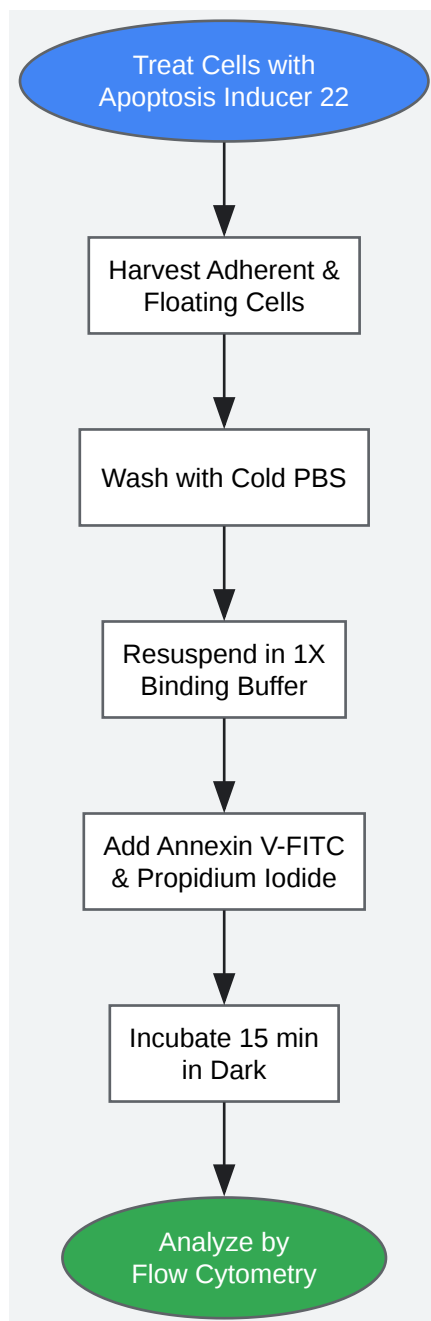 Treat Cells with
Apoptosis Inducer 22
Harvest Adherent &
Floating Cells
Wash with Cold PBS
Resuspend in 1X
Binding Buffer
Add Annexin V-FITC
& Propidium Iodide
Incubate 15 min
in Dark
Analyze by
Flow Cytometry